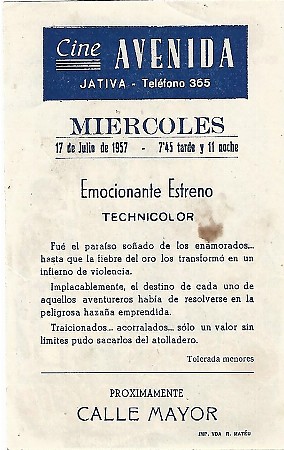 Cine AVENIDA
JATIVA - Teléfono 365
MIERCOLES
17 de Julio de 1957 - 7'45 tarde y 11 noche
Emocionante Estreno
TECHNICOLOR
Fué el paraíso soñado de los enamorados...
hasta que la fiebre del oro los transformó en un
infierno de violencia.
Implacablemente, el destino de cada uno de
aquellos aventureros había de resolverse en la
peligrosa hazaña emprendida.
Traicionados... acorralados... sólo un valor sin
límites pudo sacarlos del atolladero.
Tolerada menores
PROXIMAMENTE
CALLE MAYOR
IMP. VDA R. MATÉU